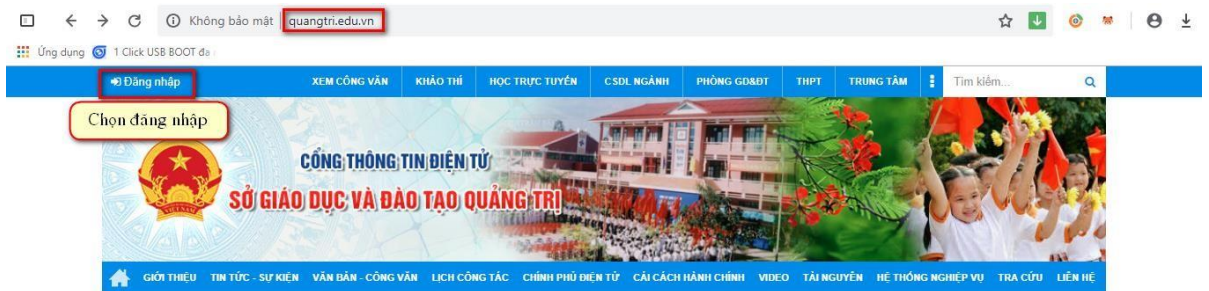 Không bảo mật | quangtri.edu.vn
Ứng dụng 1 Click USB BOOT đa
Đăng nhập XEM CÔNG VĂN KHẢO THÍ HỌC TRỰC TUYẾN CSDL NGÀNH PHÒNG GD&ĐT THPT TRUNG TÂM Tìm kiếm...
Chọn đăng nhập
CỔNG THÔNG TIN ĐIỆN TỬ
SỞ GIÁO DỤC VÀ ĐÀO TẠO QUẢNG TRỊ
VIỆT NAM
GIỚI THIỆU TIN TỨC - SỰ KIỆN VĂN BẢN - CÔNG VĂN LỊCH CÔNG TÁC CHÍNH PHỦ ĐIỆN TỬ CẢI CÁCH HÀNH CHÍNH VIDEO TÀI NGUYÊN HỆ THỐNG NGHIỆP VỤ TRA CỨU LIÊN HỆ